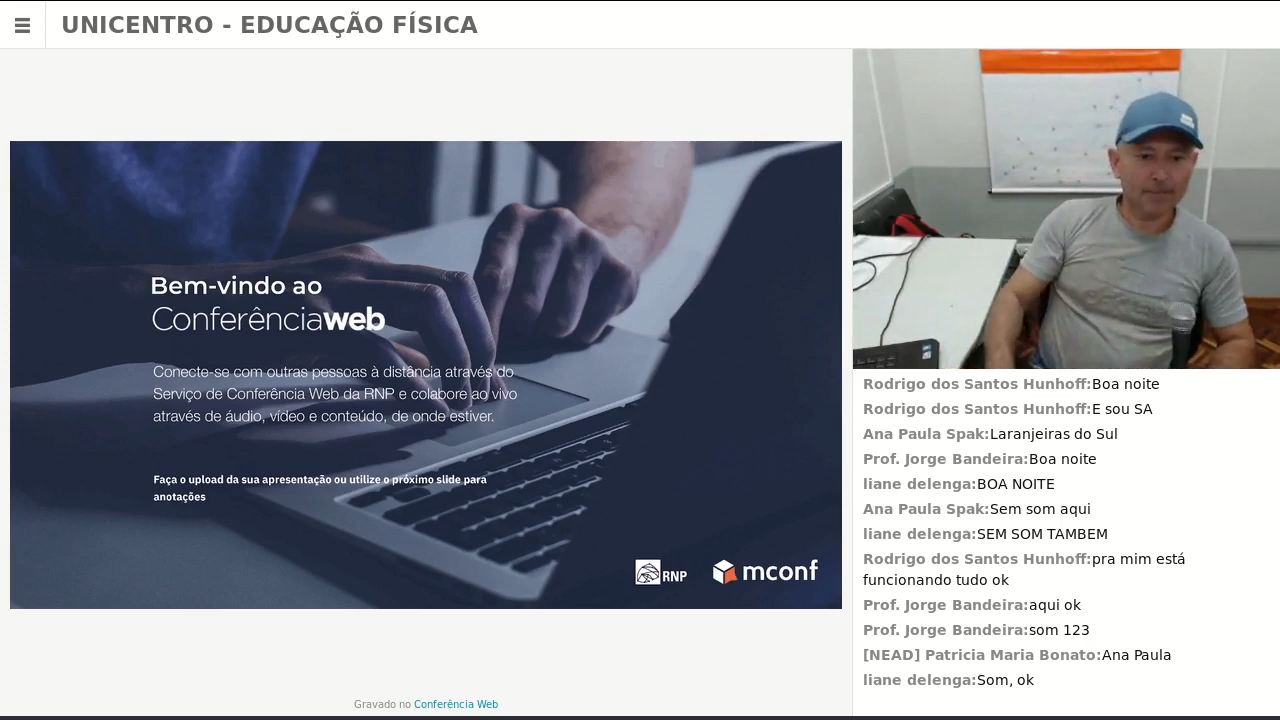 UNICENTRO - EDUCAÇÃO FÍSICA
Bem-vindo ao
Conferênciaweb
Conecte-se com outras pessoas à distância através do
Serviço de Conferência Web da RNP e colabore ao vivo
através de áudio, vídeo e conteúdo, de onde estiver.
Faça o upload da sua apresentação ou utilize o próximo slide para
anotações
RNP
mconf
Gravado no Conferência Web
Rodrigo dos Santos Hunhoff:Boa noite
Rodrigo dos Santos Hunhoff:E sou SA
Ana Paula Spak:Laranjeiras do Sul
Prof. Jorge Bandeira:Boa noite
liane delenga:BOA NOITE
Ana Paula Spak:Sem som aqui
liane delenga:SEM SOM TAMBEM
Rodrigo dos Santos Hunhoff:pra mim está
funcionando tudo ok
Prof. Jorge Bandeira:aqui ok
Prof. Jorge Bandeira:som 123
[NEAD] Patricia Maria Bonato:Ana Paula
liane delenga:Som, ok